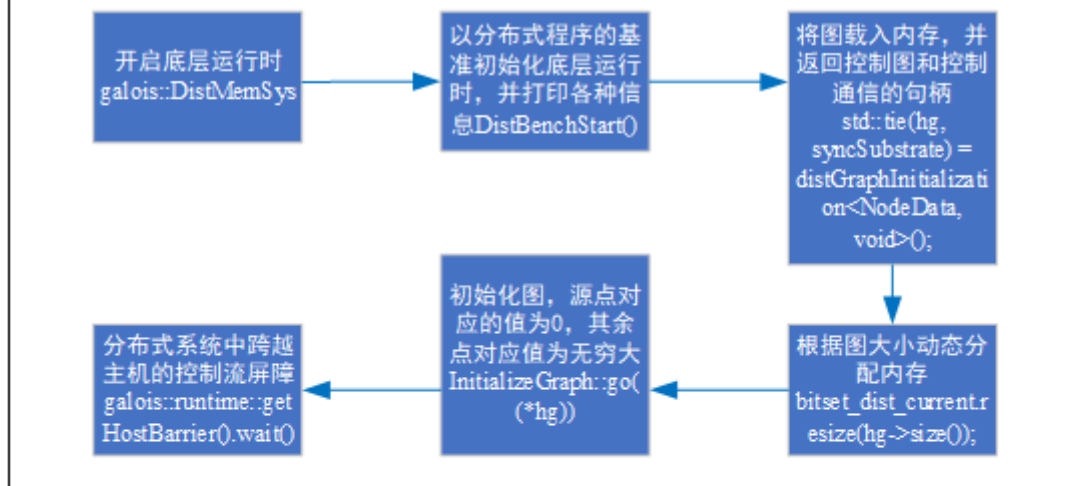 开启底层运行时
galois::DistMemSys
以分布式程序的基
准初始化底层运行
时，并打印各种信
息DistBenchStart()
将图载入内存，并
返回控制图和控制
通信的句柄
std::tie(hg,
syncSubstrate) =
distGraphInitializati
on<NodeData,
void>();
根据图大小动态分
配内存
bitset_dist_current.r
esize(hg->size());
初始化图，源点对
应的值为0，其余
点对应值为无穷大
InitializeGraph::go(
(*hg))
分布式系统中跨越
主机的控制流屏障
galois::runtime::get
HostBarrier().wait()